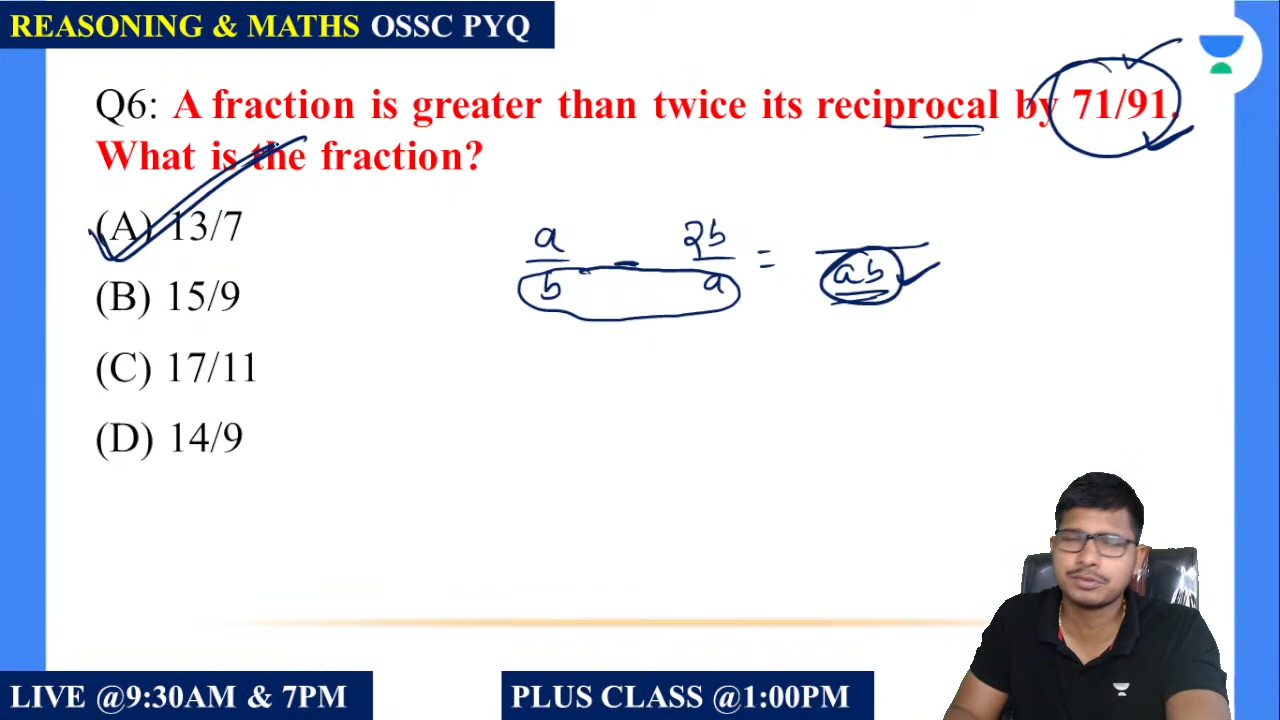 REASONING & MATHS OSSC PYQ
Q6: A fraction is greater than twice its reciprocal by 71/91.
What is the fraction?
(A) 13/7
(B) 15/9
(C) 17/11
(D) 14/9
a/b - 2b/a = /ab
LIVE @9:30AM & 7PM
PLUS CLASS @1:00PM